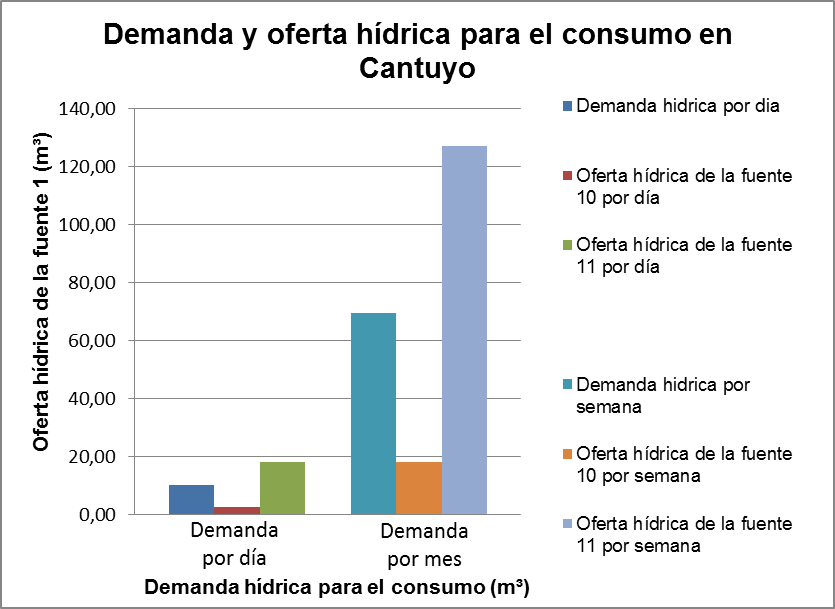 Demanda y oferta hídrica para el consumo en
Cantuyo
Oferta hídrica de la fuente 1 (m³)
140,00
120,00
100,00
80,00
60,00
40,00
20,00
0,00
Demanda
por día
Demanda
por mes
Demanda hídrica para el consumo (m³)
Demanda hidrica por dia
Oferta hídrica de la fuente
10 por día
Oferta hídrica de la fuente
11 por día
Demanda hidrica por
semana
Oferta hídrica de la fuente
10 por semana
Oferta hídrica de la fuente
11 por semana